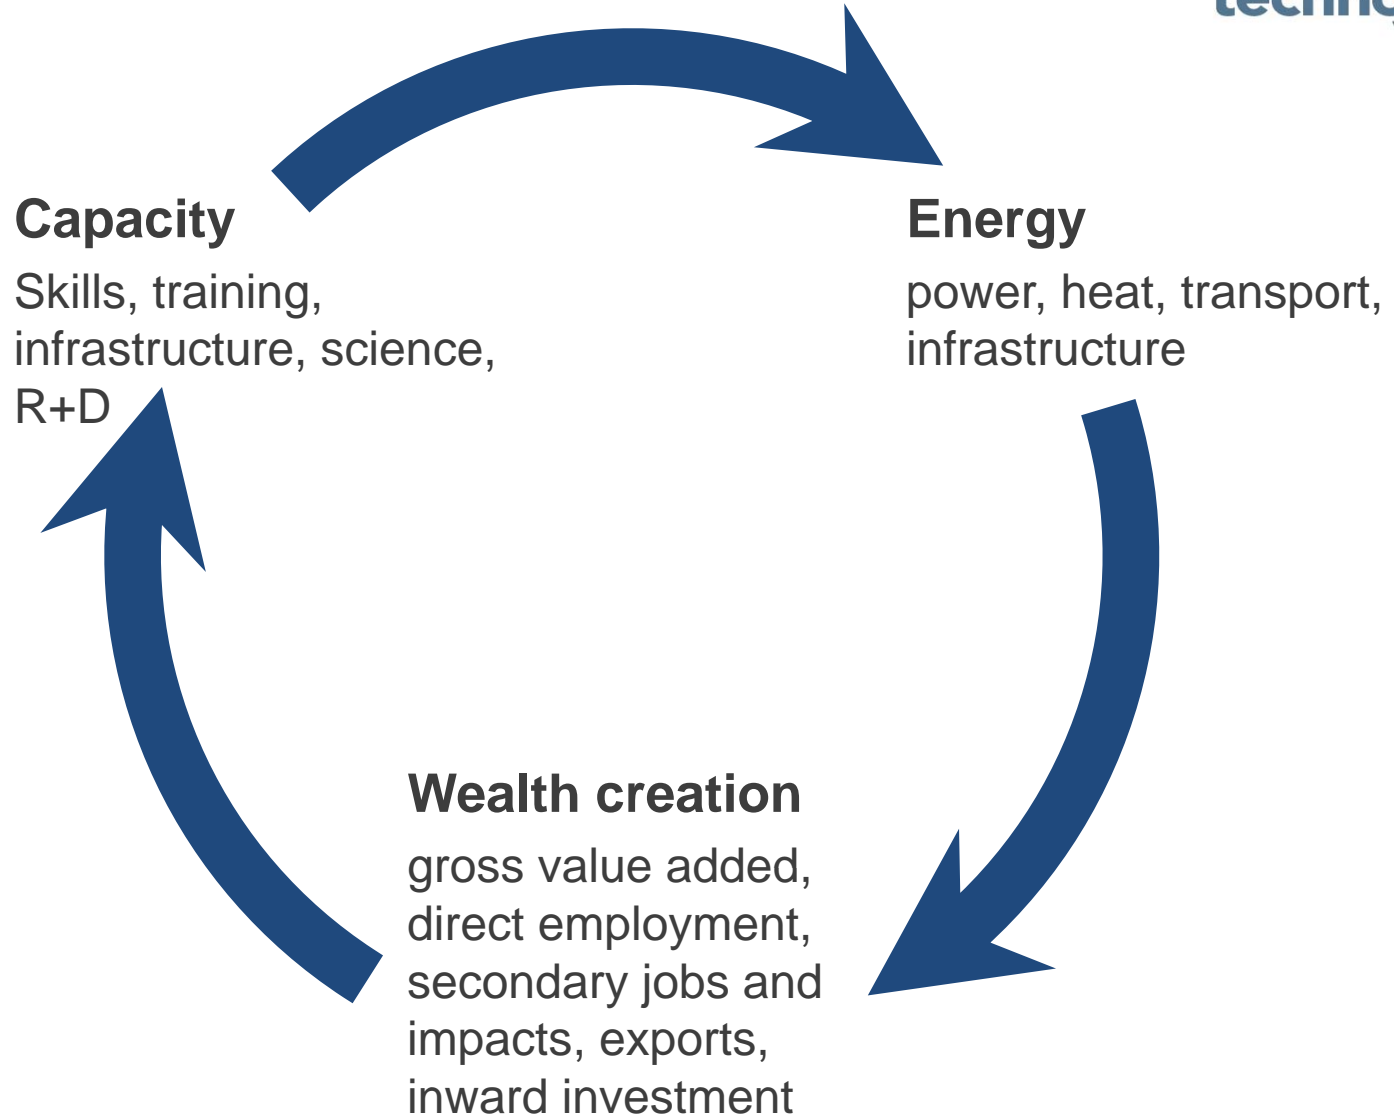 Capacity
Skills, training,
infrastructure, science,
R+D
Energy
power, heat, transport,
infrastructure
Wealth creation
gross value added,
direct employment,
secondary jobs and
impacts, exports,
inward investment